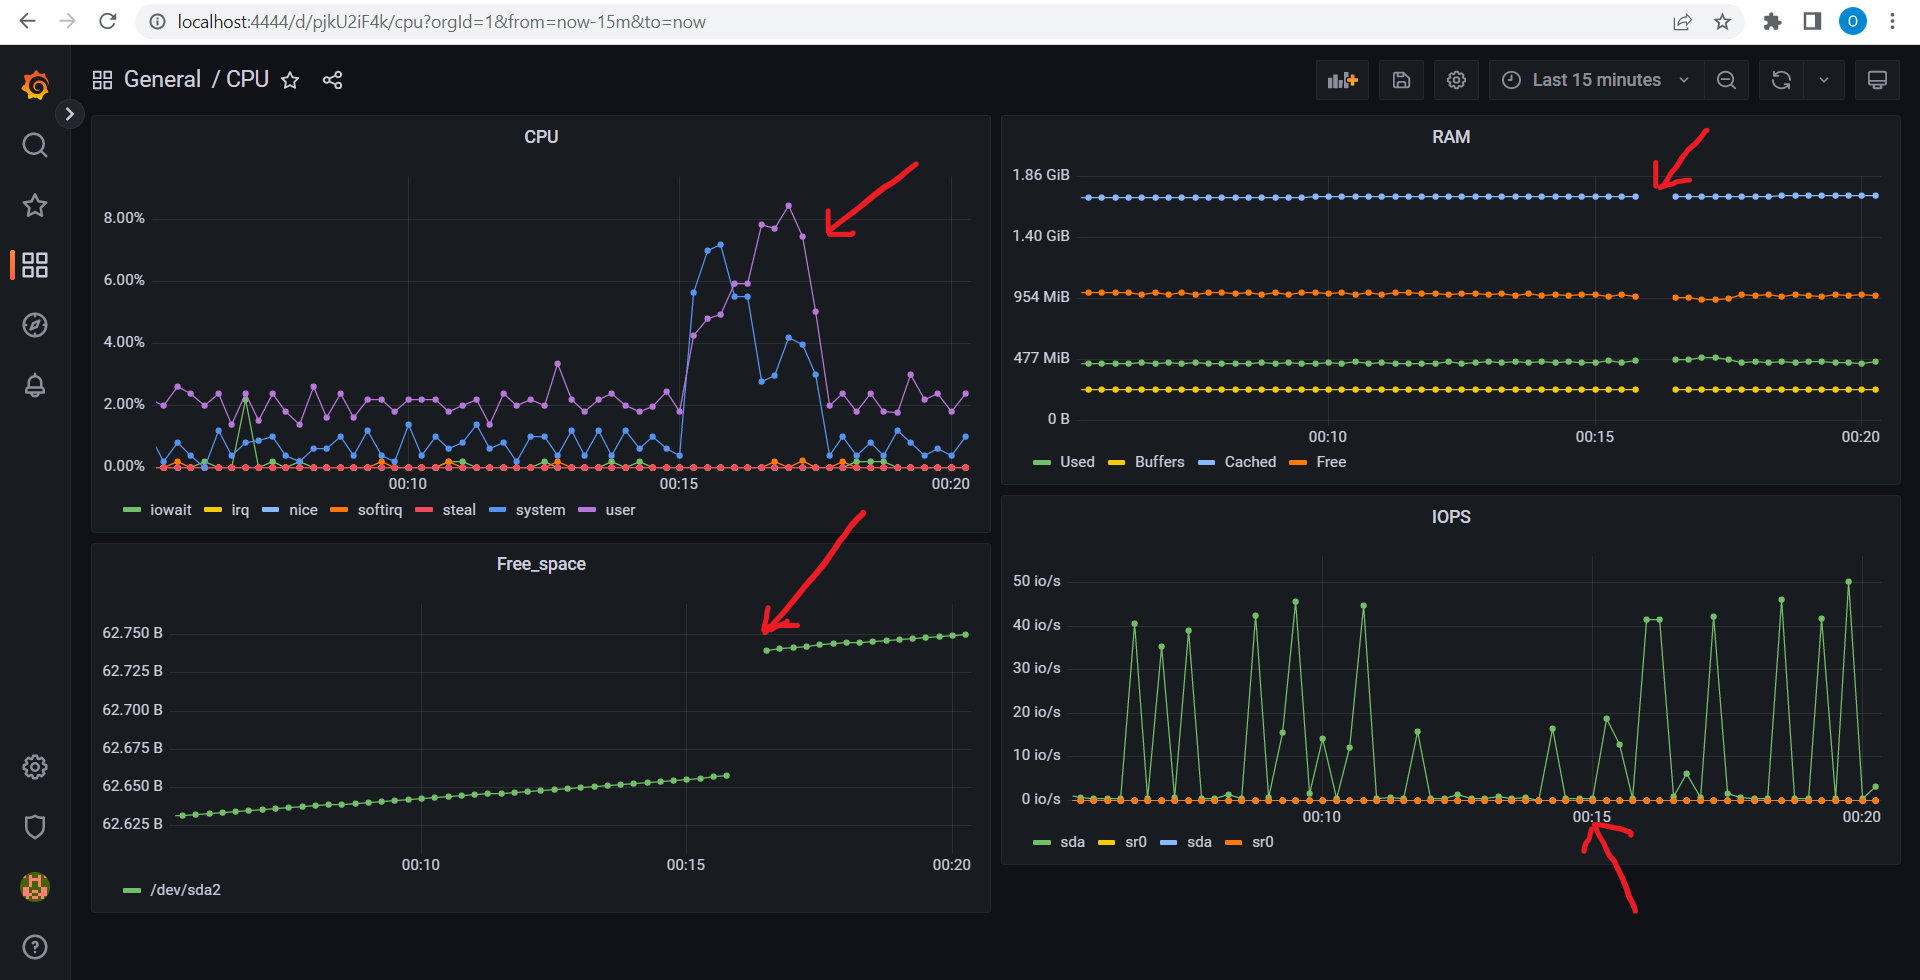 localhost:4444/d/pjkU2iF4k/cpu?orgId=1&from=now-15m&to=now
O
General / CPU
Last 15 minutes
CPU
8.00%
6.00%
4.00%
2.00%
0.00%
00:10 00:15 00:20
iowait irq nice softirq steal system user
RAM
1.86 GiB
1.40 GiB
954 MiB
477 MiB
0 B
00:10 00:15 00:20
Used Buffers Cached Free
Free_space
62.750 B
62.725 B
62.700 B
62.675 B
62.650 B
62.625 B
00:10 00:15 00:20
/dev/sda2
IOPS
50 io/s
40 io/s
30 io/s
20 io/s
10 io/s
0 io/s
00:10 00:15 00:20
sda sr0 sda sr0